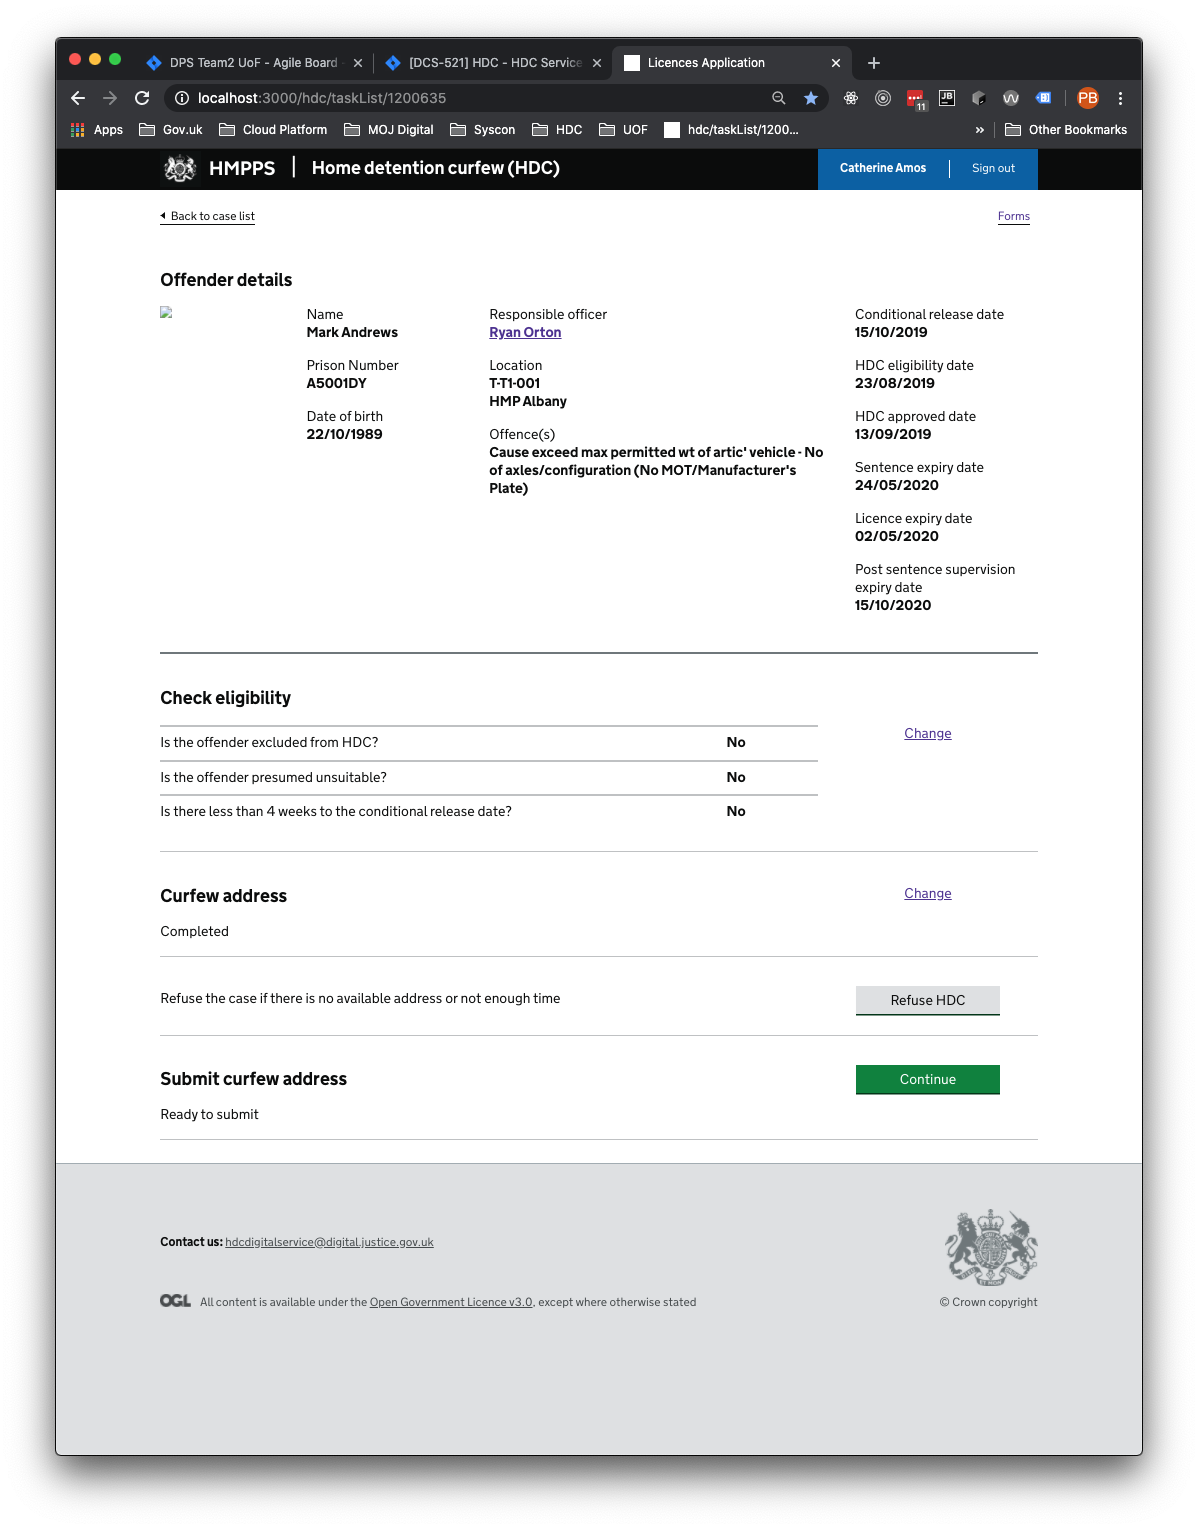 DPS Team2 UoF - Agile Board -
[DCS-521] HDC - HDC Service
Licences Application
localhost:3000/hdc/taskList/1200635
11
JB
PB
Apps
Gov.uk
Cloud Platform
MOJ Digital
Syscon
HDC
UOF
hdc/taskList/1200...
»
Other Bookmarks
HMPPS | Home detention curfew (HDC)
Catherine Amos
Sign out
Back to case list
Forms
Offender details
Name
Mark Andrews
Prison Number
A5001DY
Date of birth
22/10/1989
Responsible officer
Ryan Orton
Location
T-T1-001
HMP Albany
Offence(s)
Cause exceed max permitted wt of artic' vehicle - No
of axles/configuration (No MOT/Manufacturer's
Plate)
Conditional release date
15/10/2019
HDC eligibility date
23/08/2019
HDC approved date
13/09/2019
Sentence expiry date
24/05/2020
Licence expiry date
02/05/2020
Post sentence supervision
expiry date
15/10/2020
Check eligibility
Is the offender excluded from HDC? No
Change
Is the offender presumed unsuitable? No
Is there less than 4 weeks to the conditional release date? No
Curfew address
Change
Completed
Refuse the case if there is no available address or not enough time
Refuse HDC
Submit curfew address
Continue
Ready to submit
Contact us: hdcdigitalservice@digital.justice.gov.uk
OGL All content is available under the Open Government Licence v3.0, except where otherwise stated
© Crown copyright